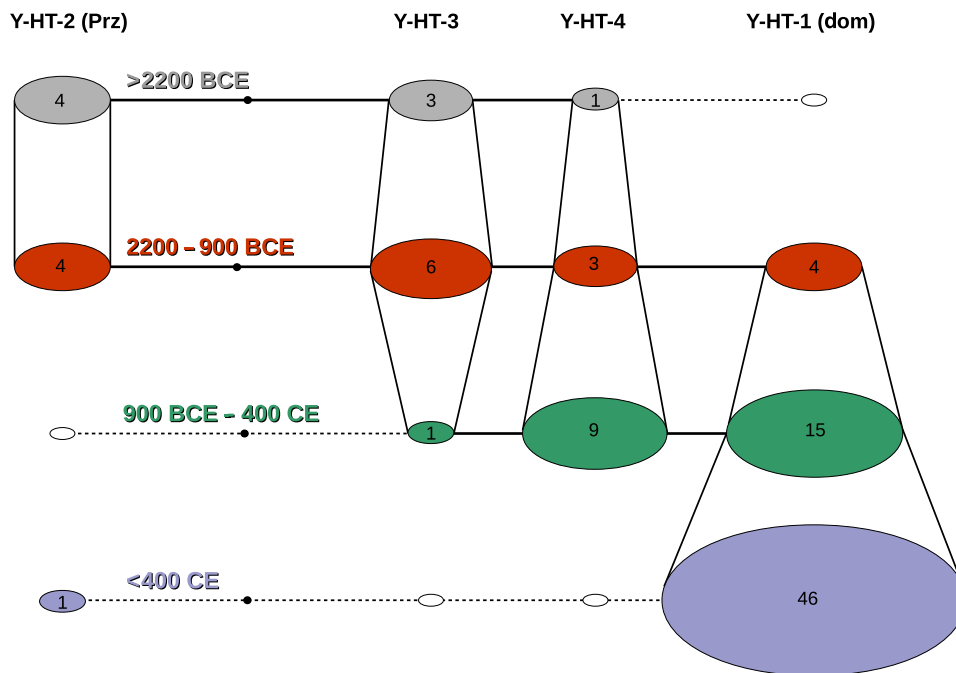 Y-HT-2 (Prz) Y-HT-3 Y-HT-4 Y-HT-1 (dom)
>2200 BCE
4 3 1
2200 – 900 BCE
4 6 3 4
900 BCE – 400 CE
1 9 15
<400 CE
1 46